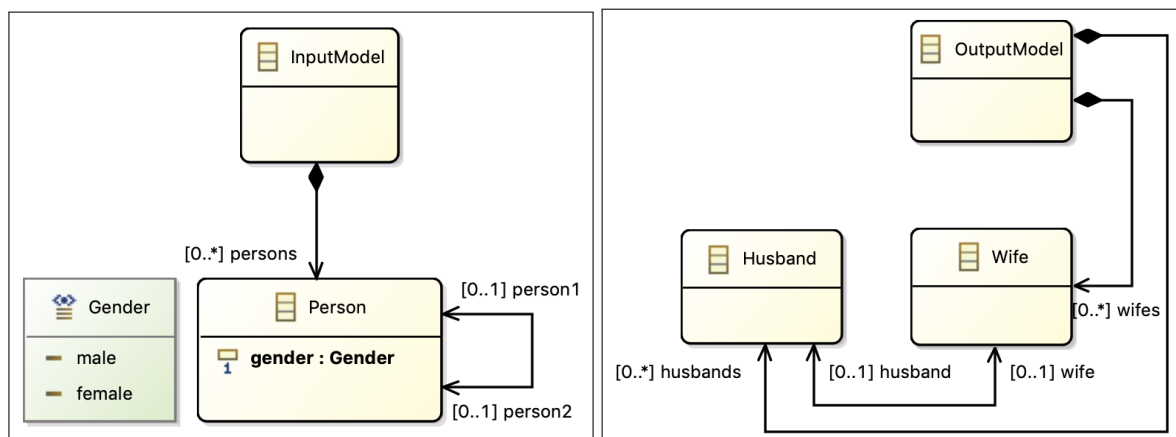 InputModel
[0..*] persons
Gender
male
female
Person
1
gender : Gender
[0..1] person1
[0..1] person2
OutputModel
Husband
Wife
[0..*] wifes
[0..*] husbands
[0..1] husband
[0..1] wife